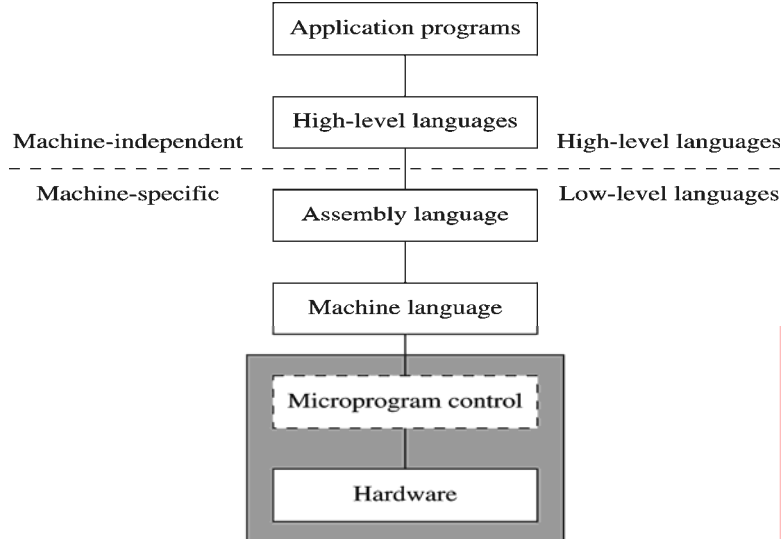 Application programs
High-level languages
Machine-independent
High-level languages
Machine-specific
Low-level languages
Assembly language
Machine language
Microprogram control
Hardware